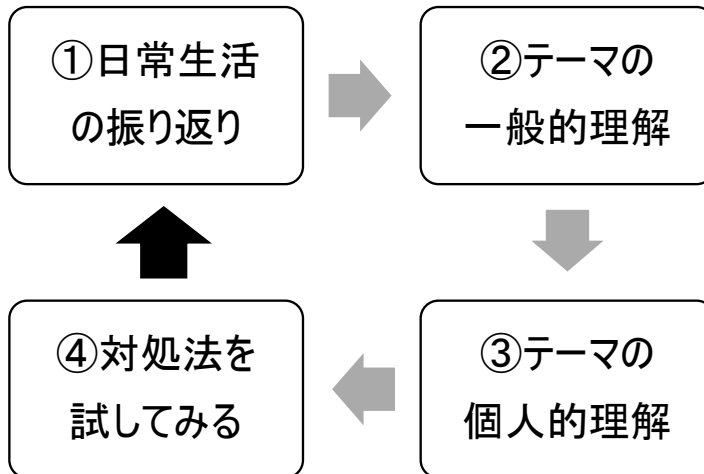 ①日常生活
の振り返り
②テーマの
一般的理解
③テーマの
個人的理解
④対処法を
試してみる